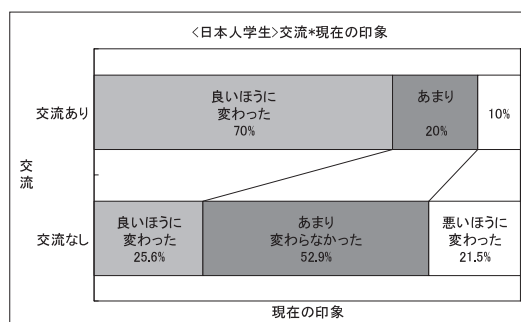 <日本人学生>交流*現在の印象
交流あり
良いほうに
変わった
70%
あまり
20%
10%
交
流
交流なし
良いほうに
変わった
25.6%
あまり
変わらなかった
52.9%
悪いほうに
変わった
21.5%
現在の印象